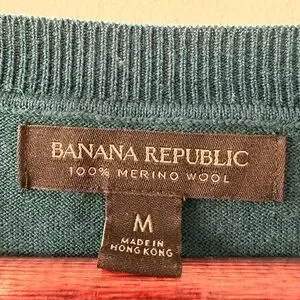 BANANA REPUBLIC
100% MERINO WOOL
M
MADE IN
HONG KONG